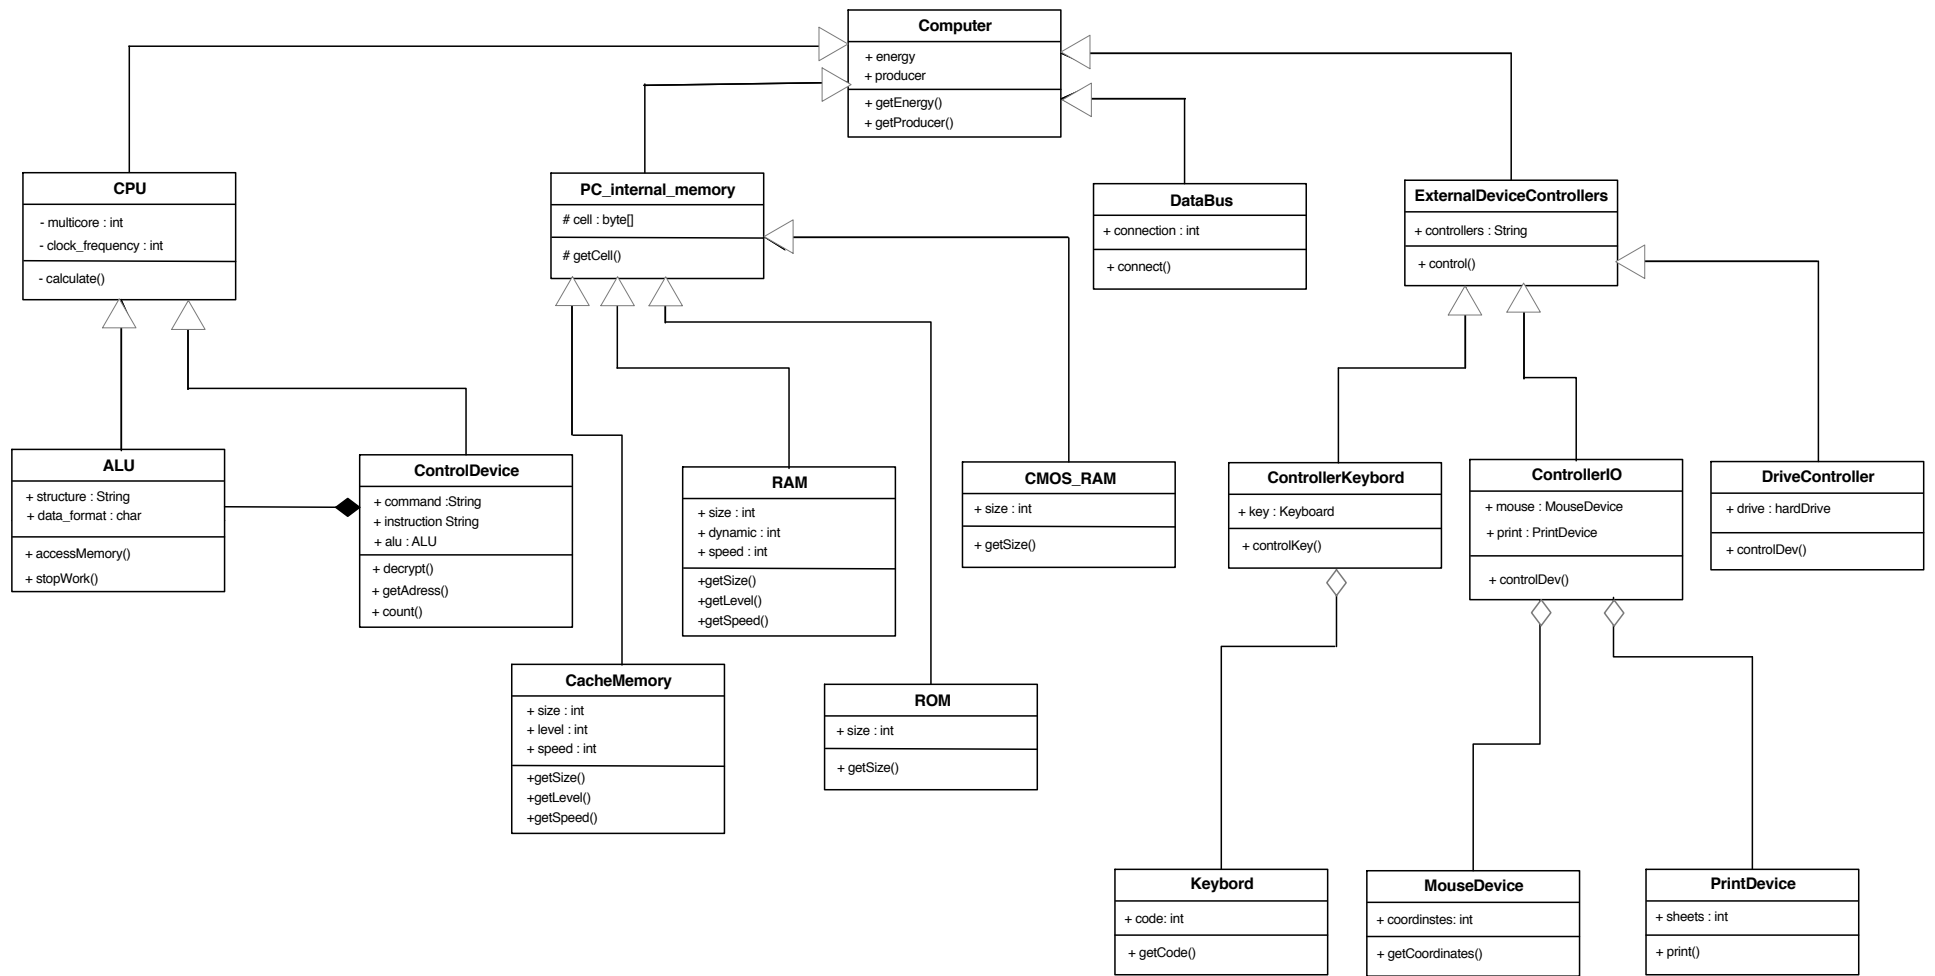 Computer
+ energy
+ producer
+ getEnergy()
+ getProducer()
CPU
- multicore : int
- clock_frequency : int
- calculate()
PC_internal_memory
# cell : byte[]
# getCell()
DataBus
+ connection : int
+ connect()
ExternalDeviceControllers
+ controllers : String
+ control()
ALU
+ structure : String
+ data_format : char
+ accessMemory()
+ stopWork()
ControlDevice
+ command :String
+ instruction String
+ alu : ALU
+ decrypt()
+ getAdress()
+ count()
RAM
+ size : int
+ dynamic : int
+ speed : int
+getSize()
+getLevel()
+getSpeed()
CMOS_RAM
+ size : int
+ getSize()
ControllerKeybord
+ key : Keyboard
+ controlKey()
ControllerIO
+ mouse : MouseDevice
+ print : PrintDevice
+ controlDev()
DriveController
+ drive : hardDrive
+ controlDev()
CacheMemory
+ size : int
+ level : int
+ speed : int
+getSize()
+getLevel()
+getSpeed()
ROM
+ size : int
+ getSize()
Keybord
+ code: int
+ getCode()
MouseDevice
+ coordinstes: int
+ getCoordinates()
PrintDevice
+ sheets : int
+ print()